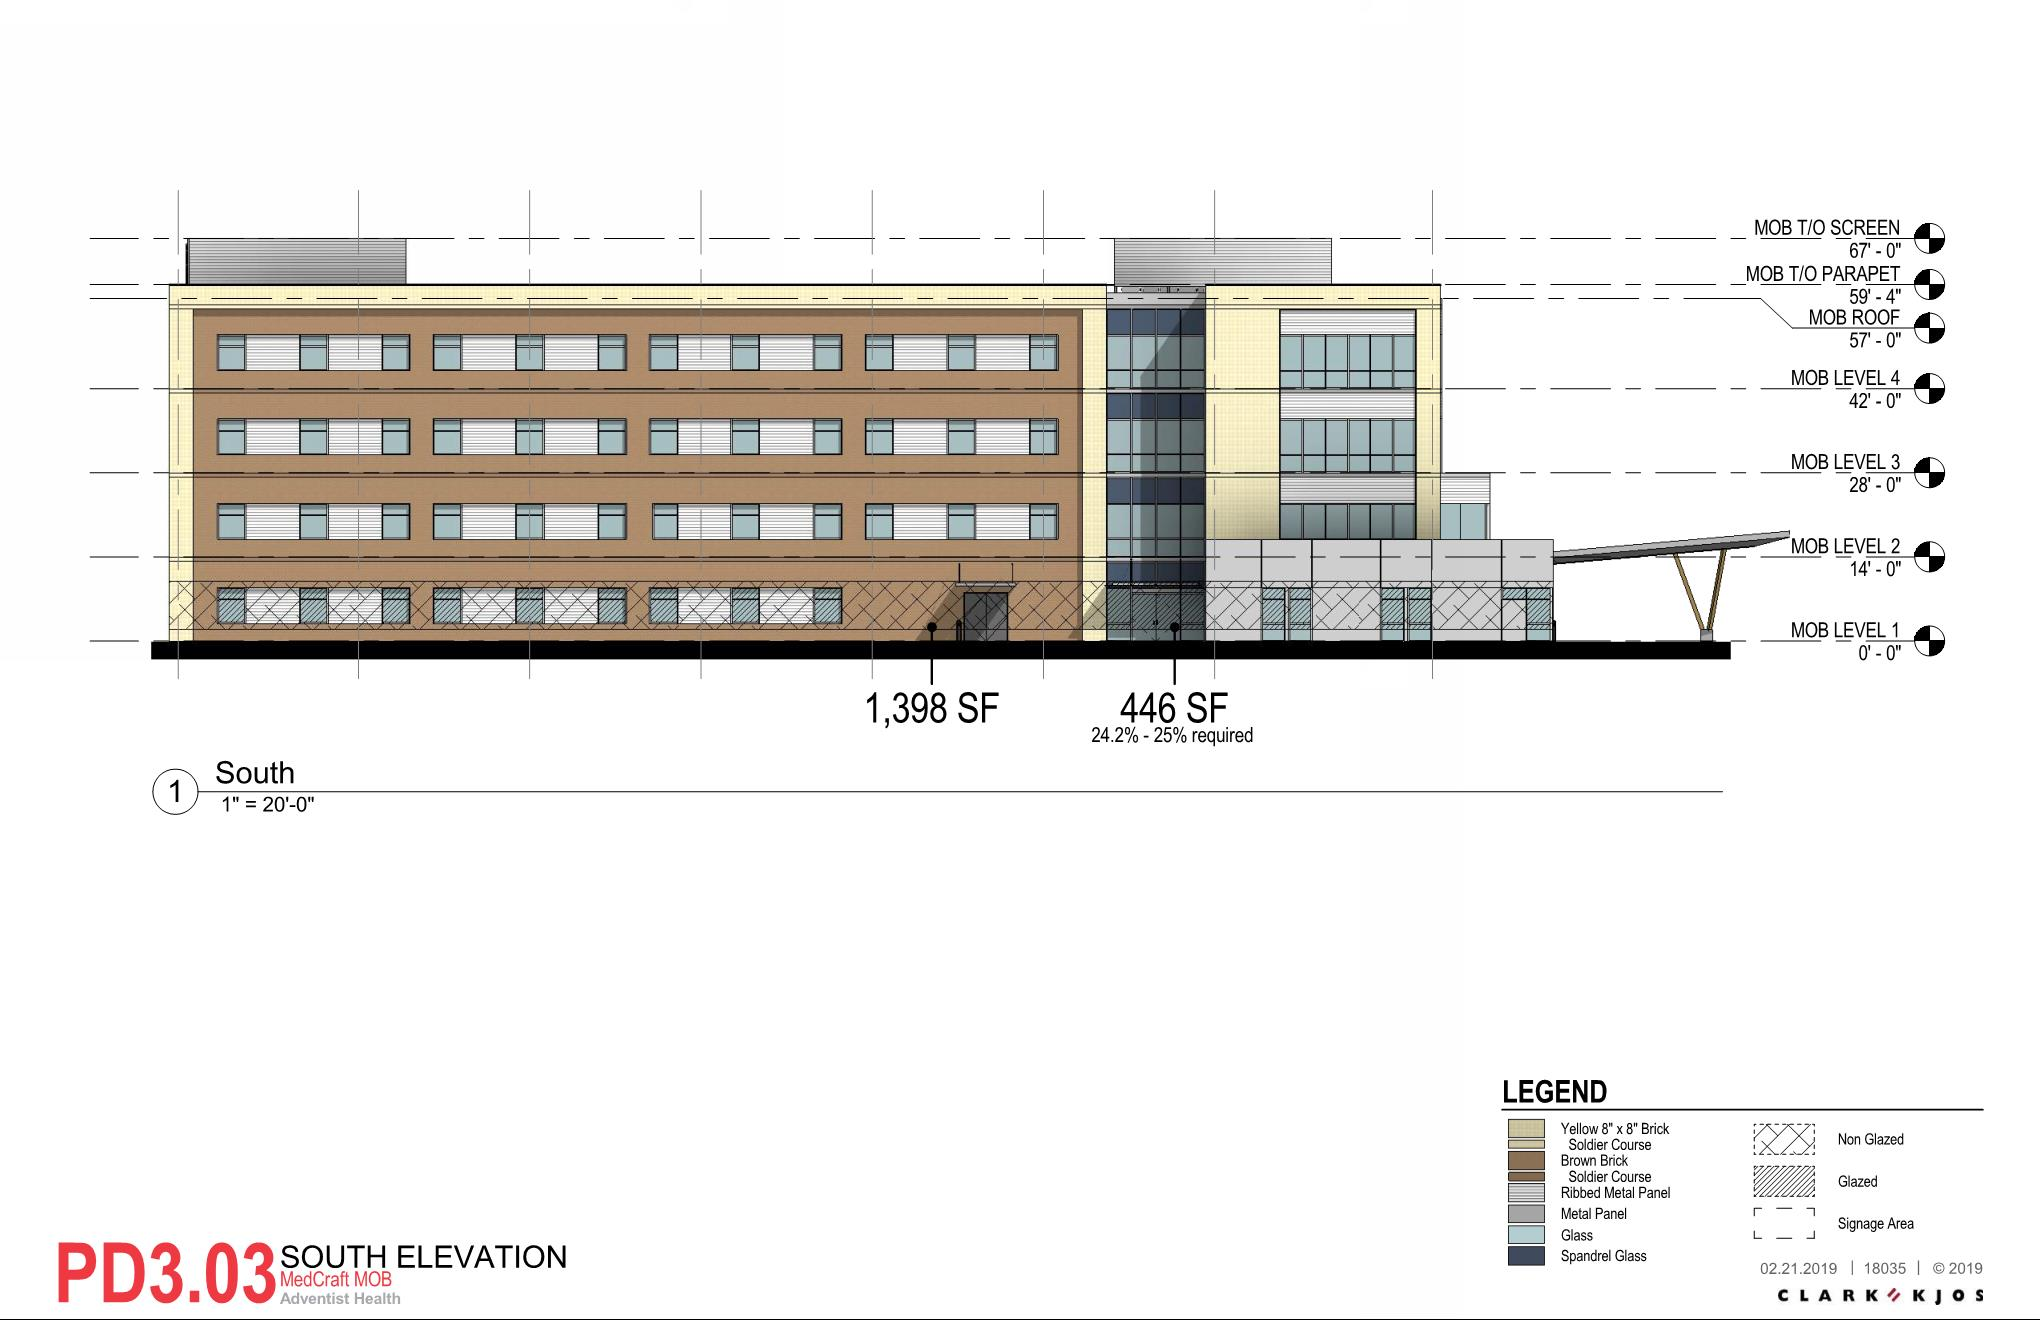 MOB T/O SCREEN
67' - 0"
MOB T/O PARAPET
59' - 4"
MOB ROOF
57' - 0"
MOB LEVEL 4
42' - 0"
MOB LEVEL 3
28' - 0"
MOB LEVEL 2
14' - 0"
MOB LEVEL 1
0' - 0"
1,398 SF
446 SF
24.2% - 25% required
1
South
1" = 20'-0"
LEGEND
Yellow 8" x 8" Brick
Soldier Course
Brown Brick
Soldier Course
Ribbed Metal Panel
Metal Panel
Glass
Spandrel Glass
Non Glazed
Glazed
Signage Area
PD3.03
SOUTH ELEVATION
MedCraft MOB
Adventist Health
02.21.2019 | 18035 | © 2019
CLARK KJOS